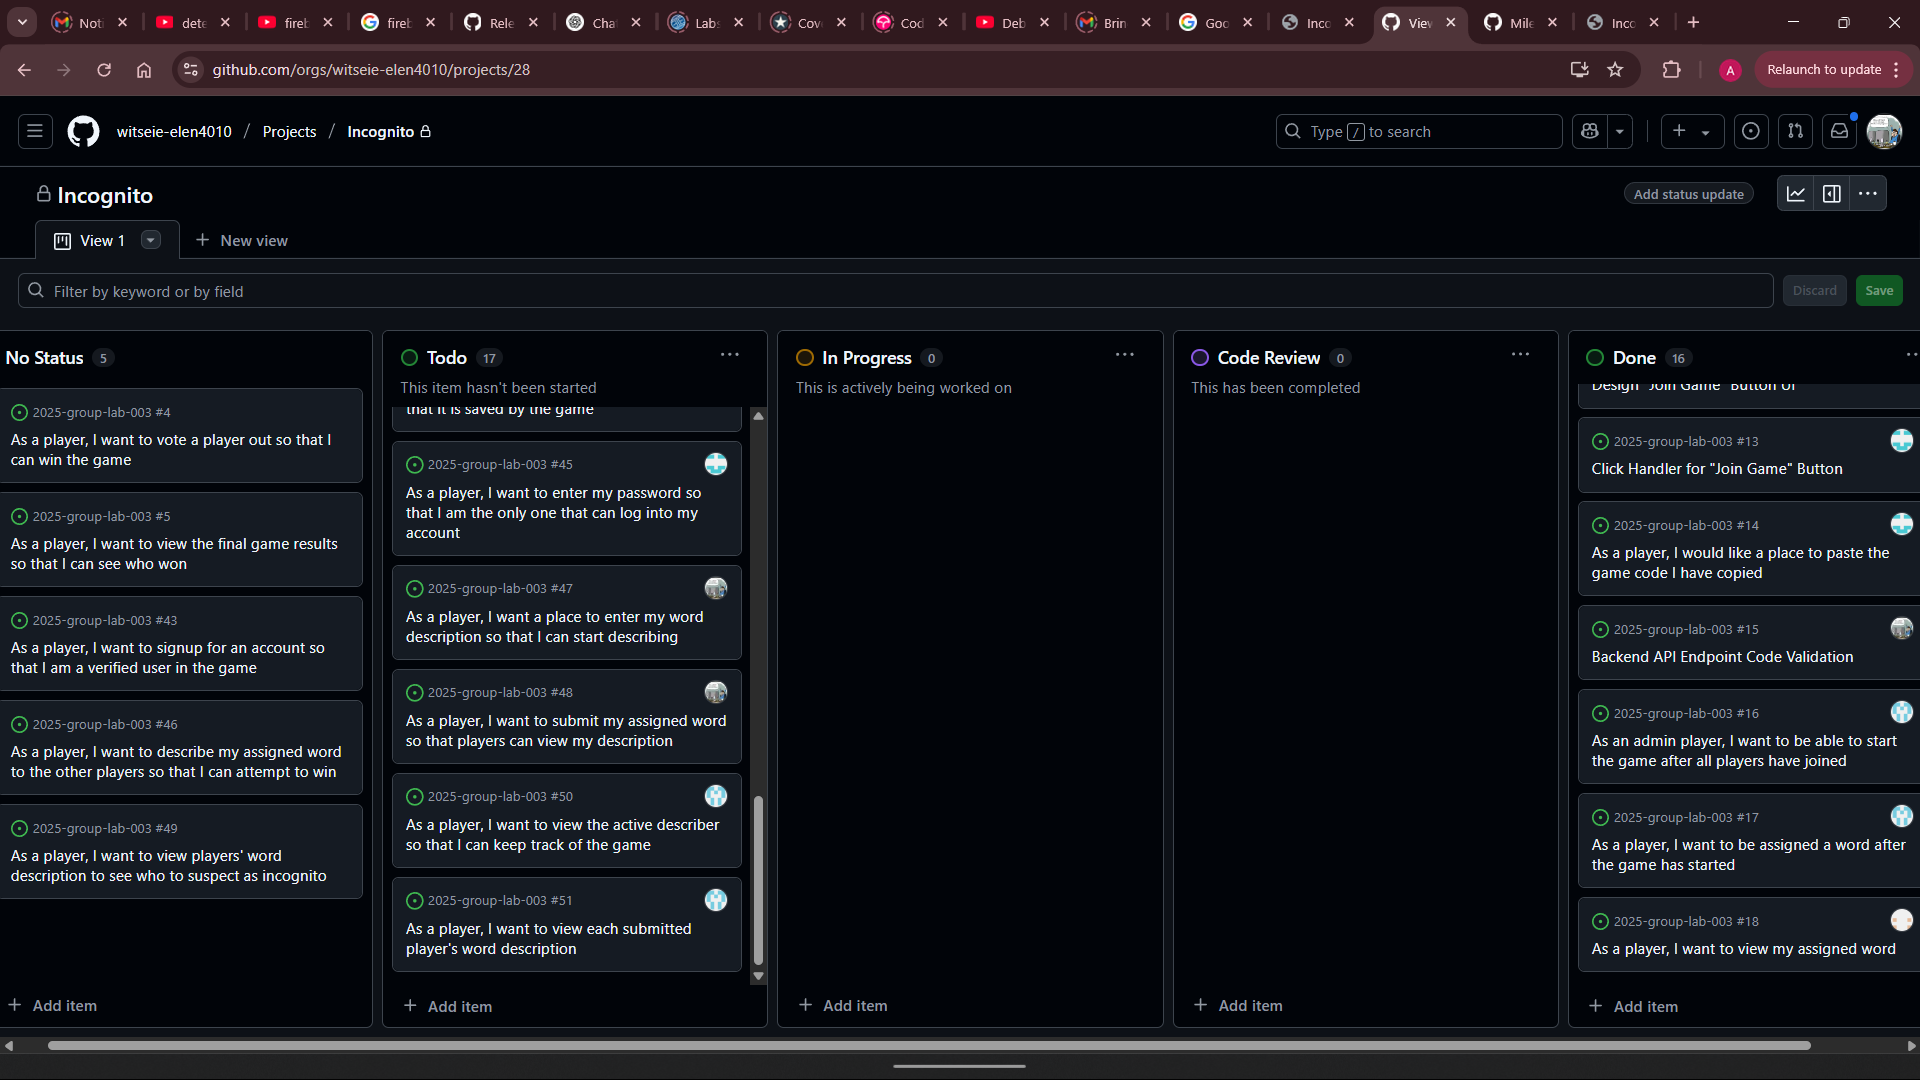 Noti
dete
fireb
fireb
Rele
Chat
Labs
Cove
Cod
Deb
Brin
Goo
Inco
View
Mile
Inco
github.com/orgs/witseie-elen4010/projects/28
A
Relaunch to update
witseie-elen4010 / Projects / Incognito
Type / to search
Incognito
Add status update
View 1
New view
Filter by keyword or by field
Discard
Save
No Status 5
2025-group-lab-003 #4
As a player, I want to vote a player out so that I
can win the game
2025-group-lab-003 #5
As a player, I want to view the final game results
so that I can see who won
2025-group-lab-003 #43
As a player, I want to signup for an account so
that I am a verified user in the game
2025-group-lab-003 #46
As a player, I want to describe my assigned word
to the other players so that I can attempt to win
2025-group-lab-003 #49
As a player, I want to view players' word
description to see who to suspect as incognito
Add item
Todo 17
This item hasn't been started
that it is saved by the game
2025-group-lab-003 #45
As a player, I want to enter my password so
that I am the only one that can log into my
account
2025-group-lab-003 #47
As a player, I want a place to enter my word
description so that I can start describing
2025-group-lab-003 #48
As a player, I want to submit my assigned word
so that players can view my description
2025-group-lab-003 #50
As a player, I want to view the active describer
so that I can keep track of the game
2025-group-lab-003 #51
As a player, I want to view each submitted
player's word description
Add item
In Progress 0
This is actively being worked on
Add item
Code Review 0
This has been completed
Add item
Done 16
Design "Join Game" Button UI
2025-group-lab-003 #13
Click Handler for "Join Game" Button
2025-group-lab-003 #14
As a player, I would like a place to paste the
game code I have copied
2025-group-lab-003 #15
Backend API Endpoint Code Validation
2025-group-lab-003 #16
As an admin player, I want to be able to start
the game after all players have joined
2025-group-lab-003 #17
As a player, I want to be assigned a word after
the game has started
2025-group-lab-003 #18
As a player, I want to view my assigned word
Add item